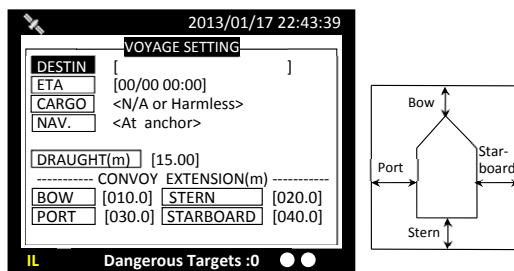 2013/01/17 22:43:39
VOYAGE SETTING
DESTIN [ ]
ETA [00/00 00:00]
CARGO <N/A or Harmless>
NAV. <At anchor>
DRAUGHT(m) [15.00]
----------- CONVOY EXTENSION(m) -----------
BOW [010.0] STERN [020.0]
PORT [030.0] STARBOARD [040.0]
IL Dangerous Targets :0
Bow
Port
Star-
board
Stern